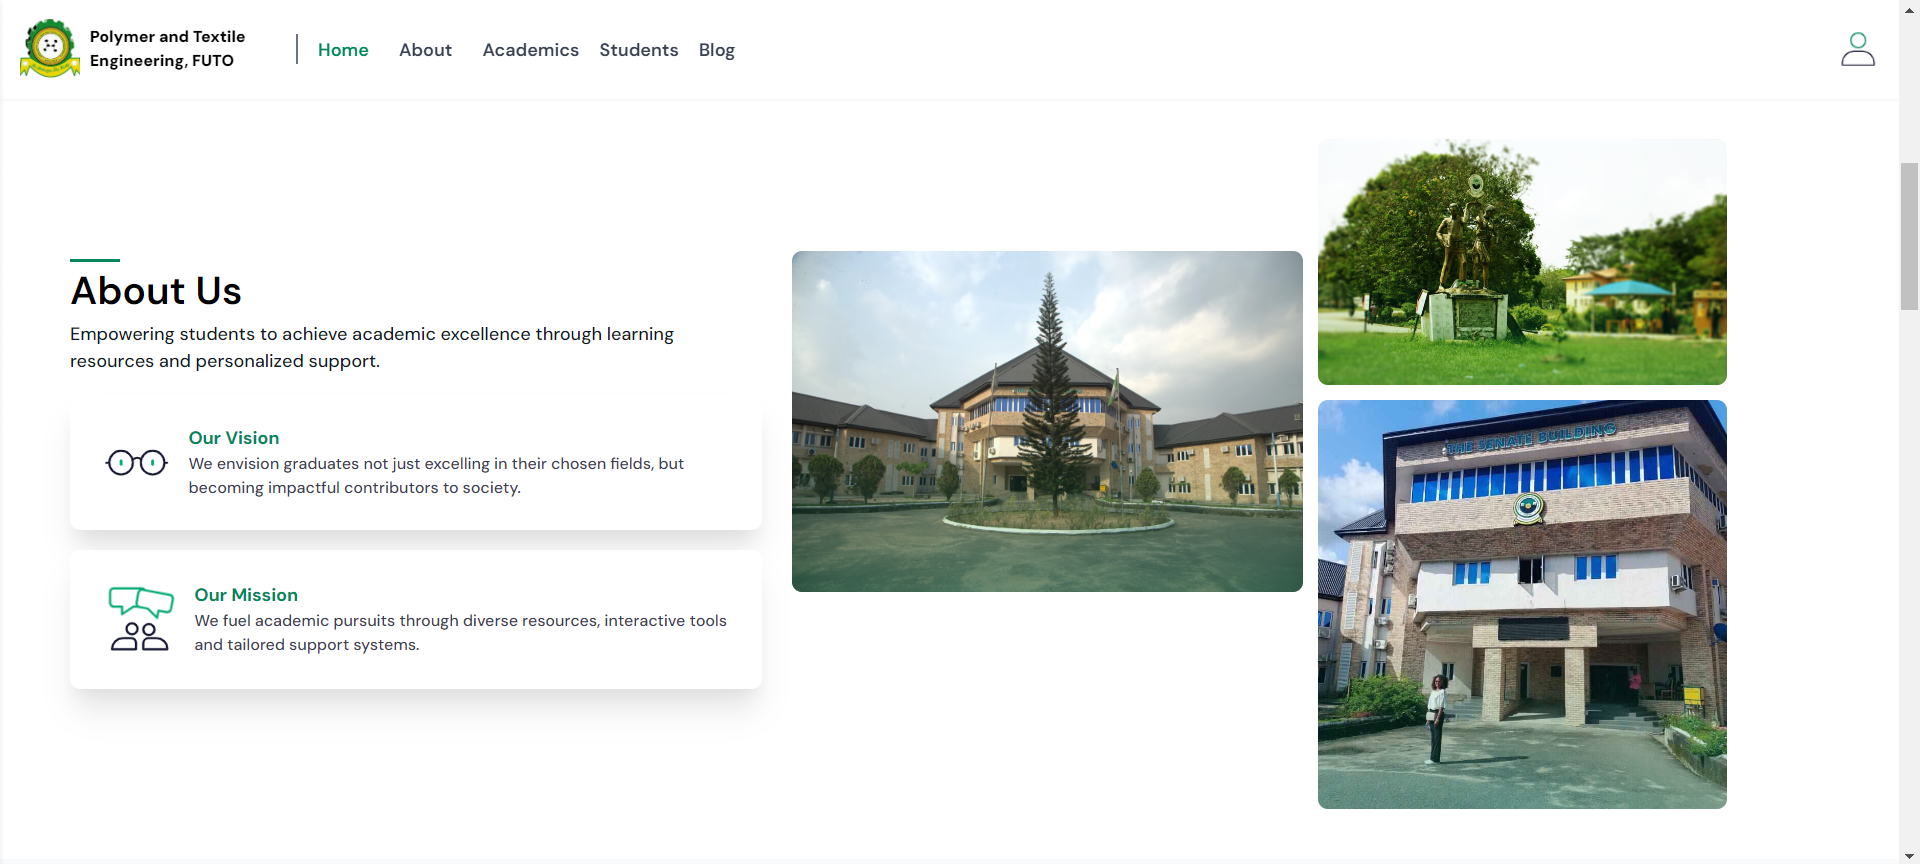 Polymer and Textile
Engineering, FUTO
Home
About
Academics
Students
Blog
About Us
Empowering students to achieve academic excellence through learning
resources and personalized support.
Our Vision
We envision graduates not just excelling in their chosen fields, but
becoming impactful contributors to society.
Our Mission
We fuel academic pursuits through diverse resources, interactive tools
and tailored support systems.
THE SENATE BUILDING